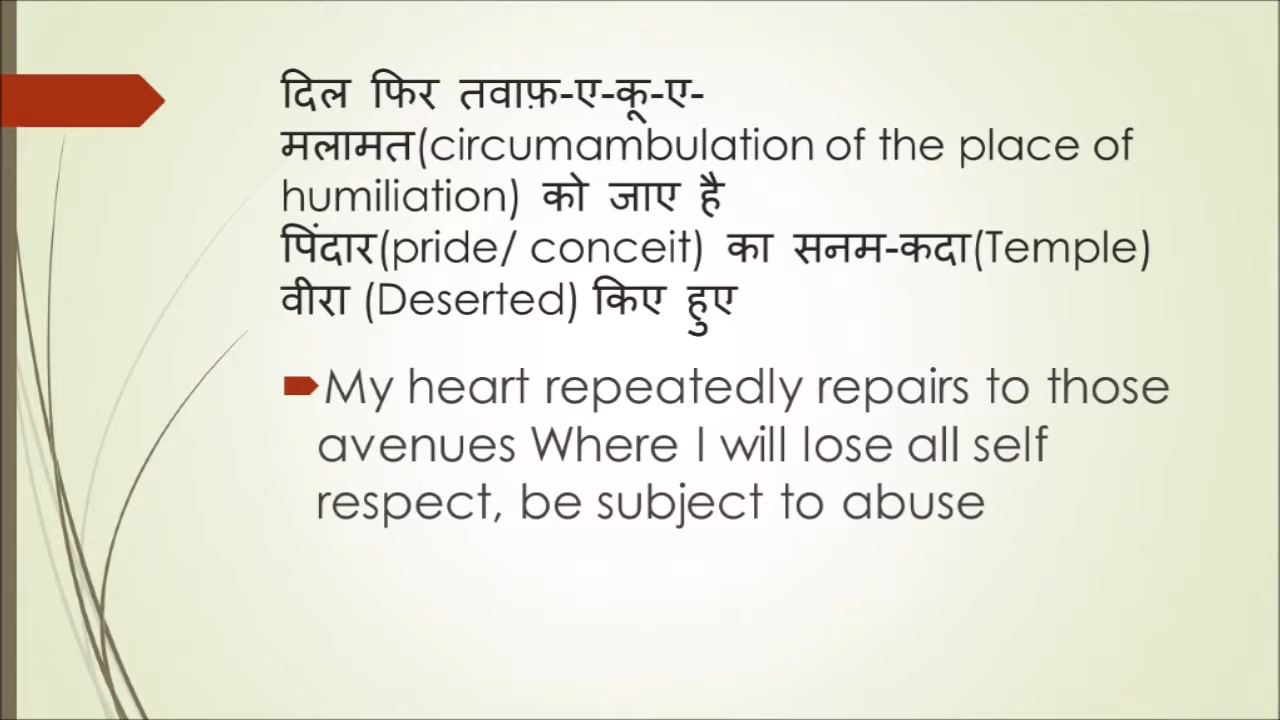 दिल फिर तवाफ़-ए-कू-ए-
मलामत(circumambulation of the place of
humiliation) को जाए है
पिंदार(pride/ conceit) का सनम-कदा(Temple)
वीरा (Deserted) किए हुए
My heart repeatedly repairs to those
avenues Where I will lose all self
respect, be subject to abuse